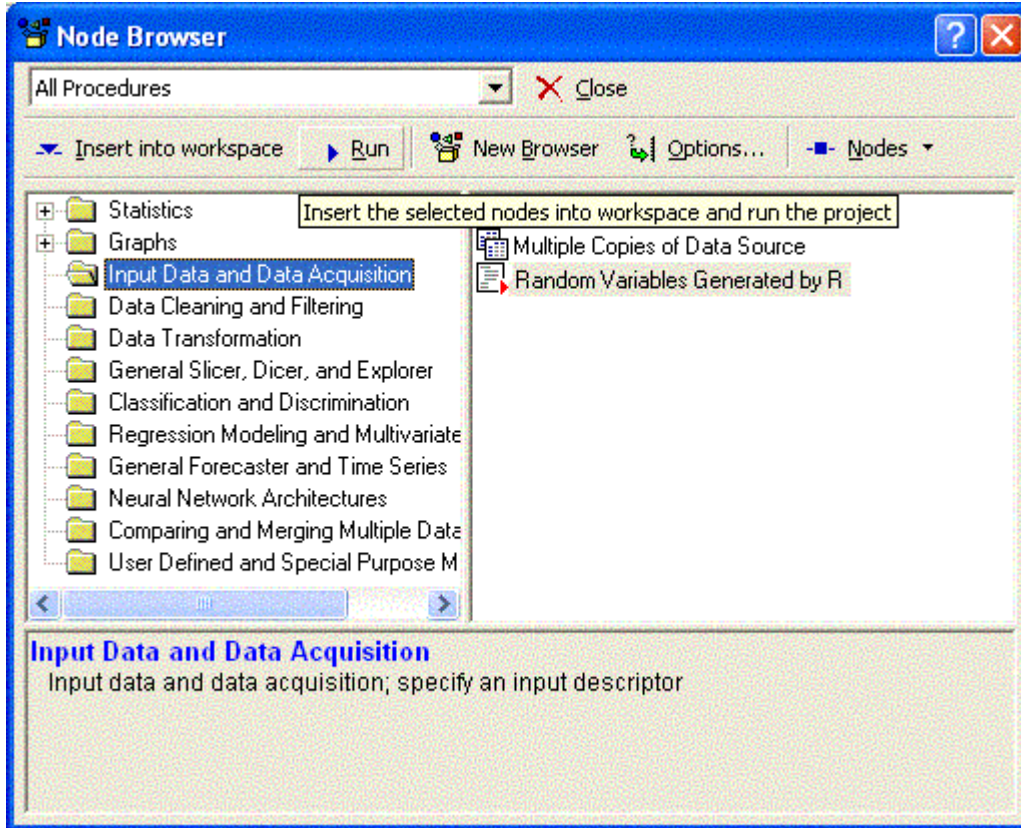 Node Browser
All Procedures
Close
Insert into workspace
Run
New Browser
Options...
Nodes
Insert the selected nodes into workspace and run the project
Statistics
Graphs
Input Data and Data Acquisition
Data Cleaning and Filtering
Data Transformation
General Slicer, Dicer, and Explorer
Classification and Discrimination
Regression Modeling and Multivariate
General Forecaster and Time Series
Neural Network Architectures
Comparing and Merging Multiple Data
User Defined and Special Purpose M
Multiple Copies of Data Source
Random Variables Generated by R
Input Data and Data Acquisition
Input data and data acquisition; specify an input descriptor